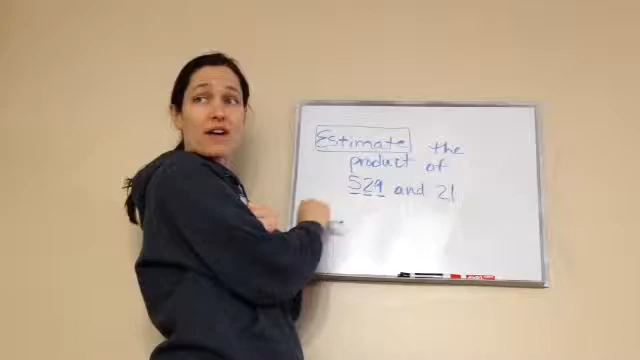 Estimate the
product of
529 and 21